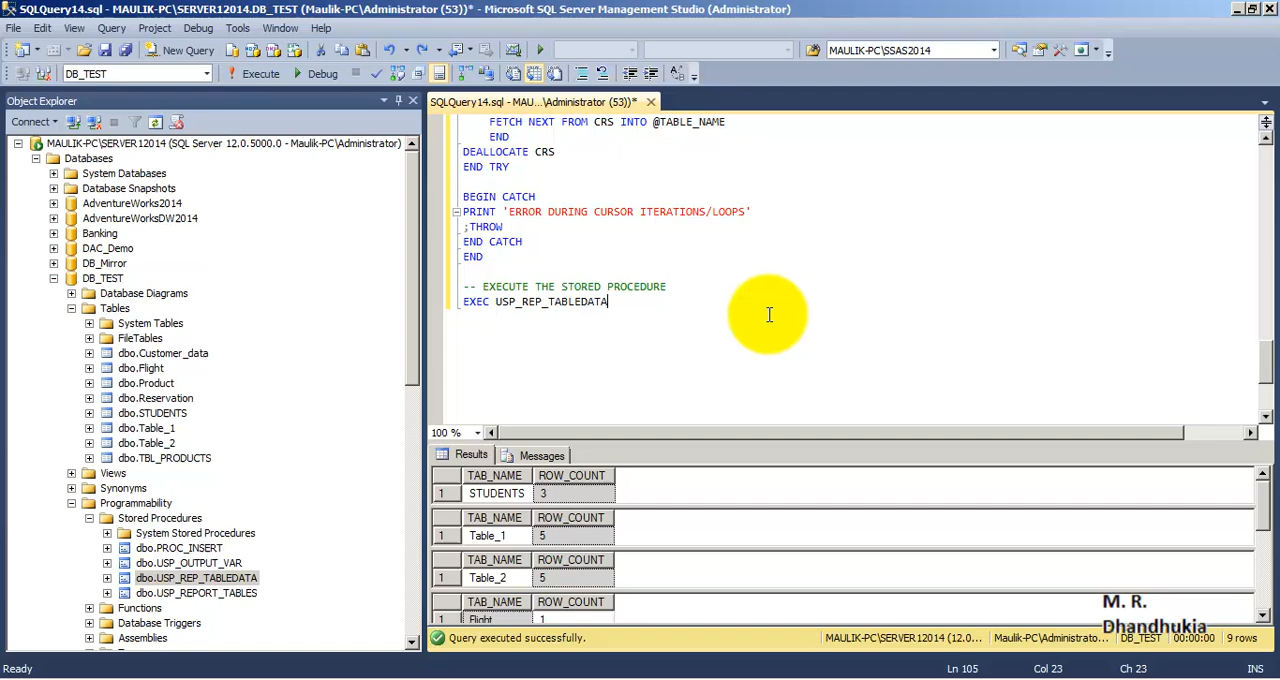 SQLQuery14.sql - MAULIK-PC\SERVER12014.DB_TEST (Maulik-PC\Administrator (53))* - Microsoft SQL Server Management Studio (Administrator)
File Edit View Query Project Debug Tools Window Help
New Query MAULIK-PC\SSAS2014
DB_TEST Execute Debug
Object Explorer
Connect
MAULIK-PC\SERVER12014 (SQL Server 12.0.5000.0 - Maulik-PC\Administrator)
Databases
System Databases
Database Snapshots
AdventureWorks2014
AdventureWorksDW2014
Banking
DAC_Demo
DB_Mirror
DB_TEST
Database Diagrams
Tables
System Tables
FileTables
dbo.Customer_data
dbo.Flight
dbo.Product
dbo.Reservation
dbo.STUDENTS
dbo.Table_1
dbo.Table_2
dbo.TBL_PRODUCTS
Views
Synonyms
Programmability
Stored Procedures
System Stored Procedures
dbo.PROC_INSERT
dbo.USP_OUTPUT_VAR
dbo.USP_REP_TABLEDATA
dbo.USP_REPORT_TABLES
Functions
Database Triggers
Assemblies
SQLQuery14.sql - MAU...\Administrator (53))*
FETCH NEXT FROM CRS INTO @TABLE_NAME
END
DEALLOCATE CRS
END TRY
BEGIN CATCH
PRINT 'ERROR DURING CURSOR ITERATIONS/LOOPS'
;THROW
END CATCH
END
-- EXECUTE THE STORED PROCEDURE
EXEC USP_REP_TABLEDATA
100 %
Results Messages
TAB_NAME ROW_COUNT
1 STUDENTS 3
TAB_NAME ROW_COUNT
1 Table_1 5
TAB_NAME ROW_COUNT
1 Table_2 5
TAB_NAME ROW_COUNT
1 Flight 1
M. R.
Dhandhukia
Query executed successfully. MAULIK-PC\SERVER12014 (12.0... Maulik-PC\Administrato... DB_TEST 00:00:00 9 rows
Ready Ln 105 Col 23 Ch 23 INS